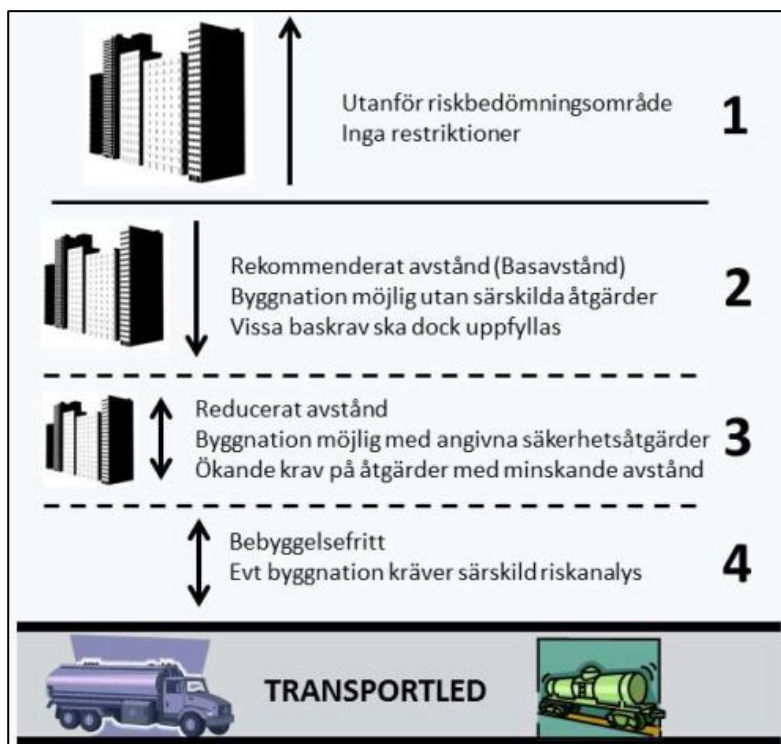 Utanför riskbedömningsområde
Inga restriktioner
1
Rekommenderat avstånd (Basavstånd)
Byggnation möjlig utan särskilda åtgärder
Vissa baskrav ska dock uppfyllas
2
Reducerat avstånd
Byggnation möjlig med angivna säkerhetsåtgärder
Ökande krav på åtgärder med minskande avstånd
3
Bebyggelsefritt
Evt byggnation kräver särskild riskanalys
4
TRANSPORTLED